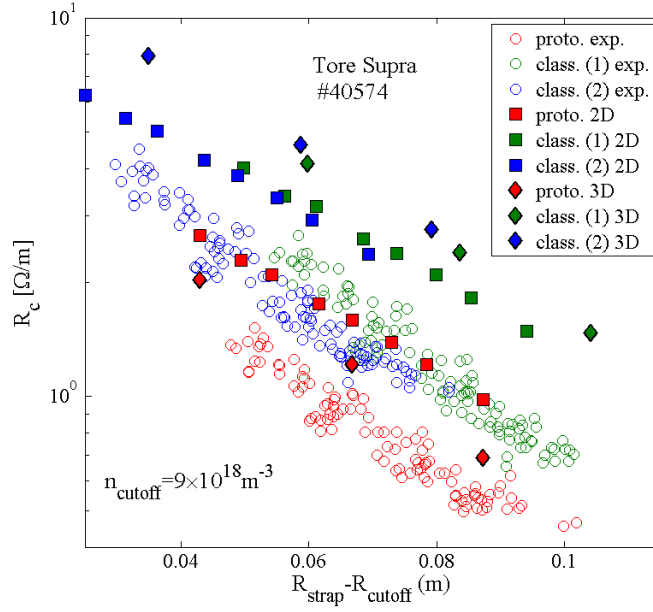 10¹
Tore Supra
#40574
proto. exp.
class. (1) exp.
class. (2) exp.
proto. 2D
class. (1) 2D
class. (2) 2D
proto. 3D
class. (1) 3D
class. (2) 3D
R_c [Ω/m]
10⁰
n_cutoff=9×10¹⁸m⁻³
0.04 0.06 0.08 0.1
R_strap-R_cutoff (m)